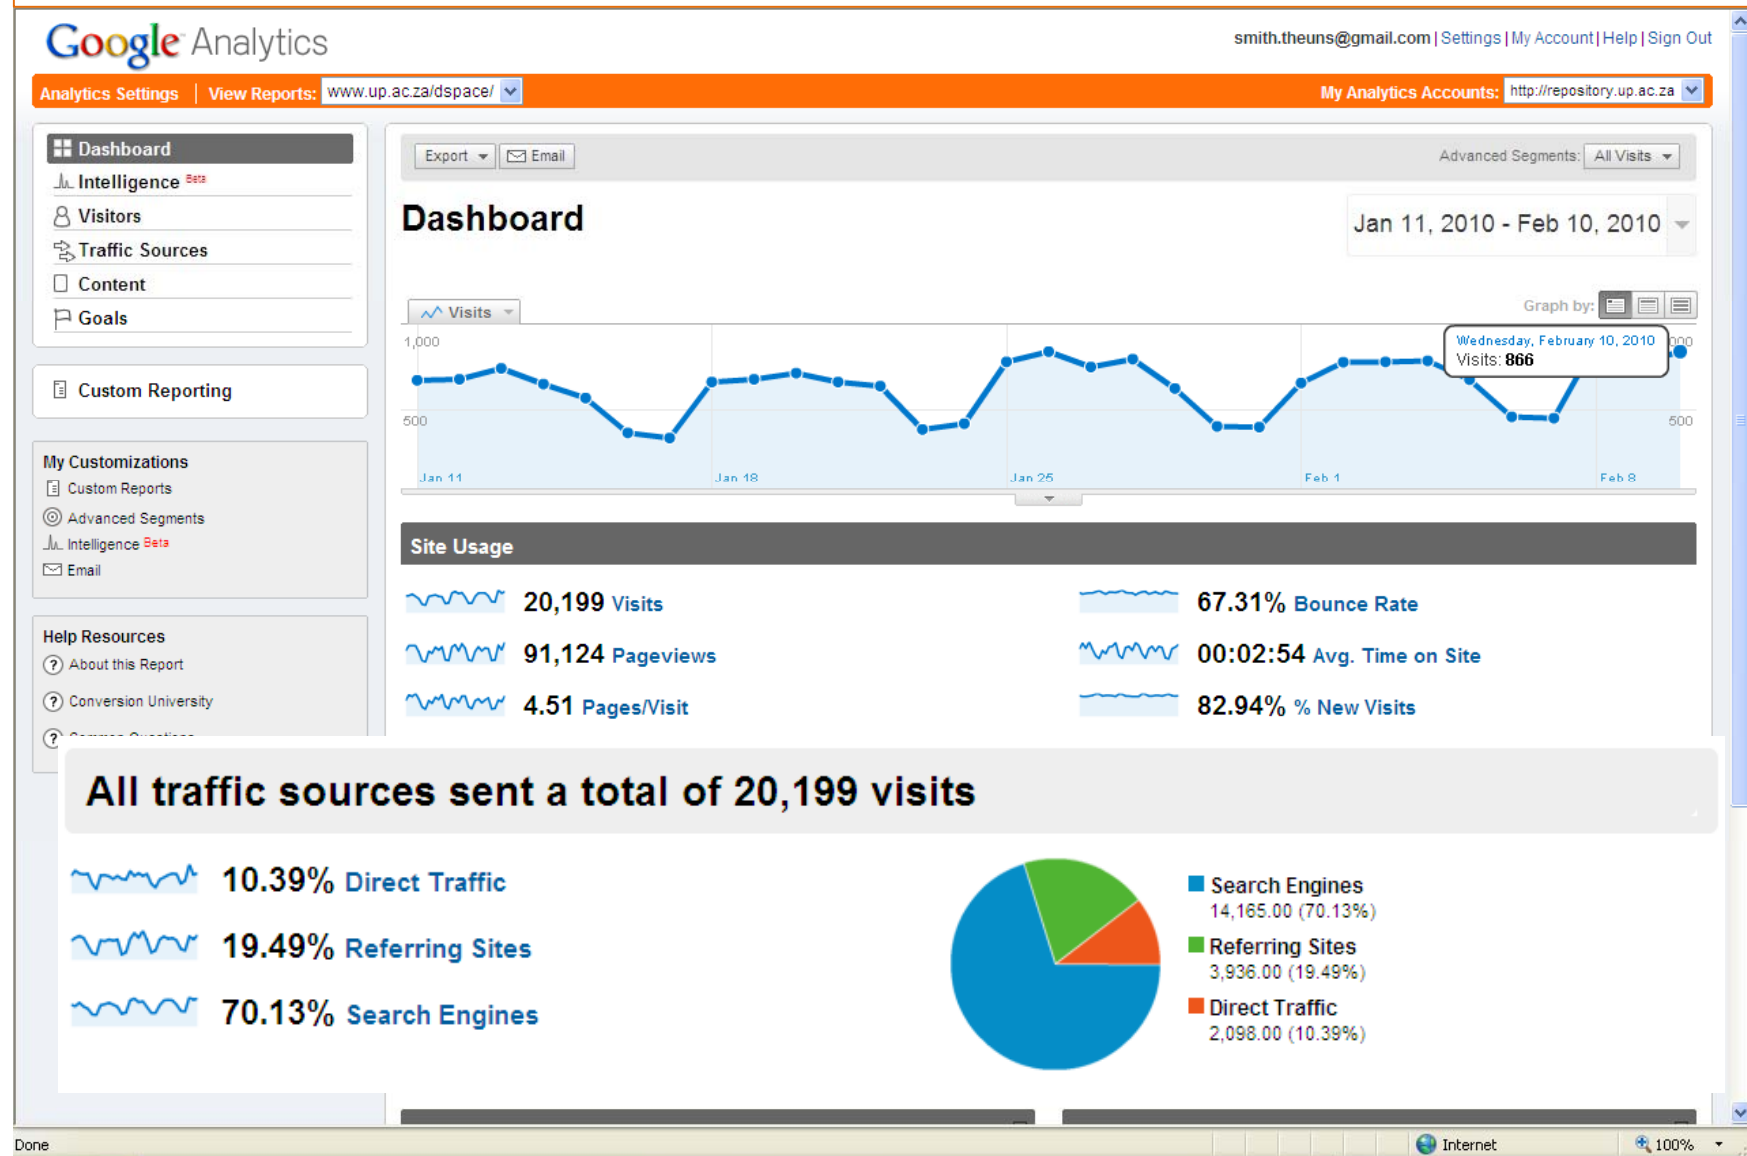 Google Analytics
smith.theuns@gmail.com | Settings | My Account | Help | Sign Out
Analytics Settings | View Reports: www.up.ac.za/dspace/
My Analytics Accounts: http://repository.up.ac.za
Dashboard
Intelligence Beta
Visitors
Traffic Sources
Content
Goals
Custom Reporting
My Customizations
Custom Reports
Advanced Segments
Intelligence Beta
Email
Help Resources
About this Report
Conversion University
Common Questions
Export
Email
Advanced Segments: All Visits
Dashboard
Jan 11, 2010 - Feb 10, 2010
Visits
Graph by:
Wednesday, February 10, 2010
Visits: 866
1,000
000
500
500
Jan 11
Jan 18
Jan 25
Feb 1
Feb 8
Site Usage
20,199 Visits
67.31% Bounce Rate
91,124 Pageviews
00:02:54 Avg. Time on Site
4.51 Pages/Visit
82.94% % New Visits
All traffic sources sent a total of 20,199 visits
10.39% Direct Traffic
19.49% Referring Sites
70.13% Search Engines
Search Engines
14,165.00 (70.13%)
Referring Sites
3,936.00 (19.49%)
Direct Traffic
2,098.00 (10.39%)
Done
Internet
100%